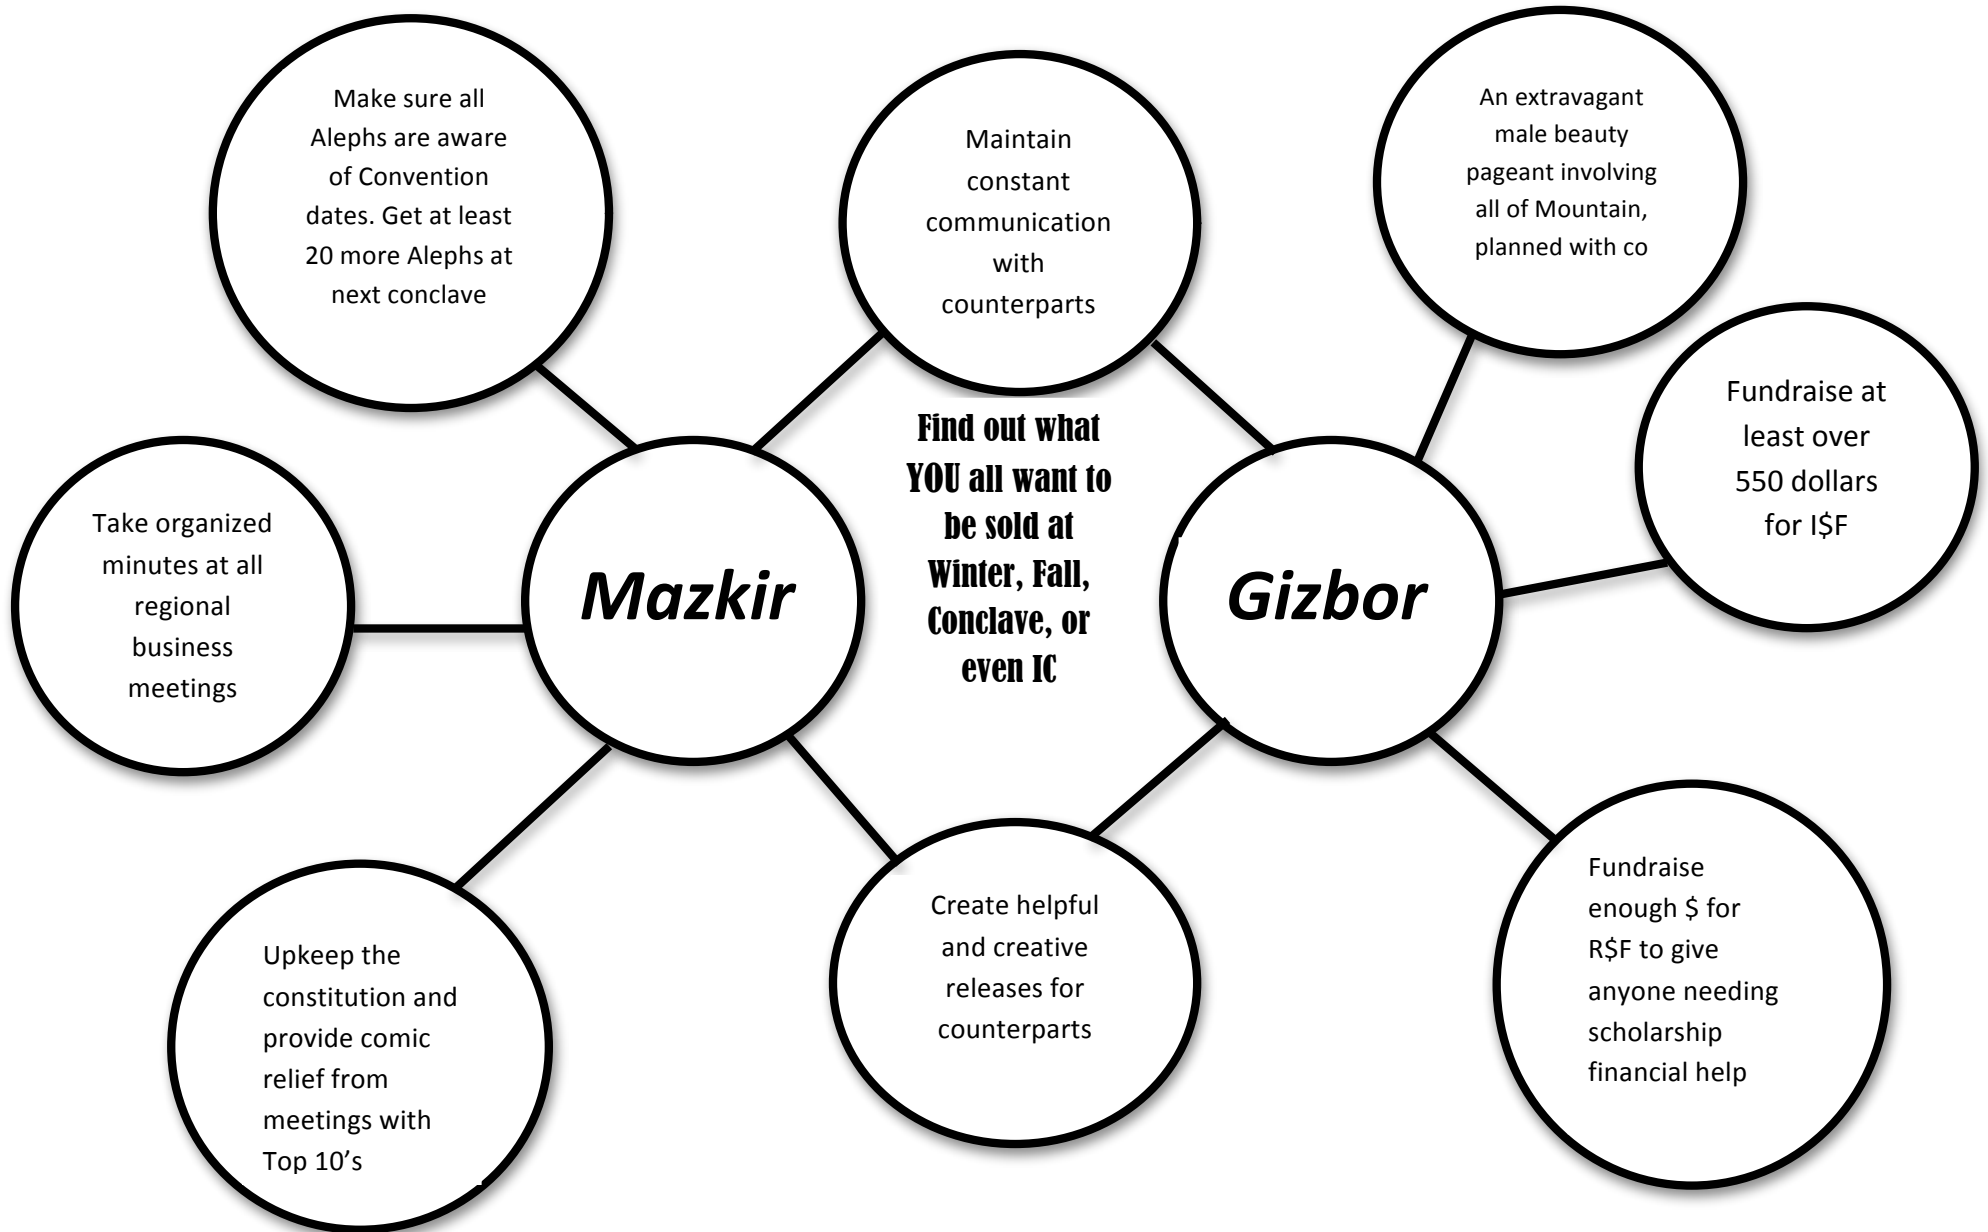 Make sure all
Alephs are aware
of Convention
dates. Get at least
20 more Alephs at
next conclave
Maintain
constant
communication
with
counterparts
An extravagant
male beauty
pageant involving
all of Mountain,
planned with co
Fundraise at
least over
550 dollars
for I$F
Find out what
YOU all want to
be sold at
Winter, Fall,
Conclave, or
even IC
Take organized
minutes at all
regional
business
meetings
Mazkir
Gizbor
Upkeep the
constitution and
provide comic
relief from
meetings with
Top 10’s
Create helpful
and creative
releases for
counterparts
Fundraise
enough $ for
R$F to give
anyone needing
scholarship
financial help